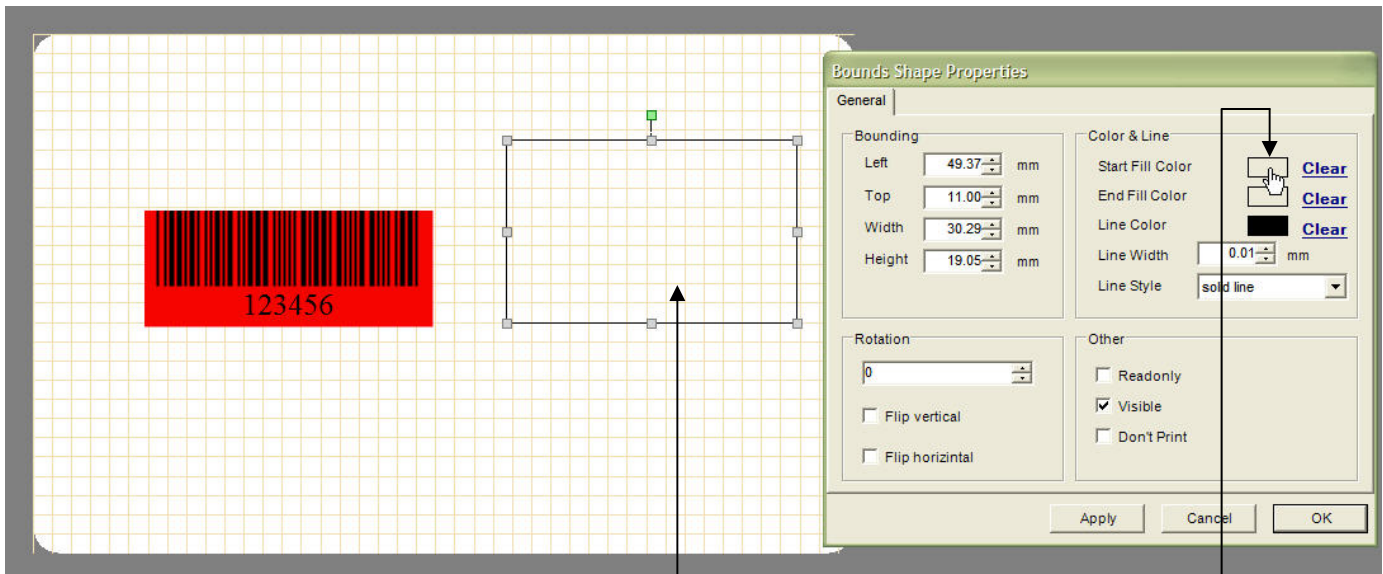 123456
Bounds Shape Properties
General
Bounding
Left 49.37 mm
Top 11.00 mm
Width 30.29 mm
Height 19.05 mm
Color & Line
Start Fill Color Clear
End Fill Color Clear
Line Color Clear
Line Width 0.01 mm
Line Style solid line
Rotation
0
Flip vertical
Flip horizintal
Other
Readonly
Visible
Don't Print
Apply Cancel OK